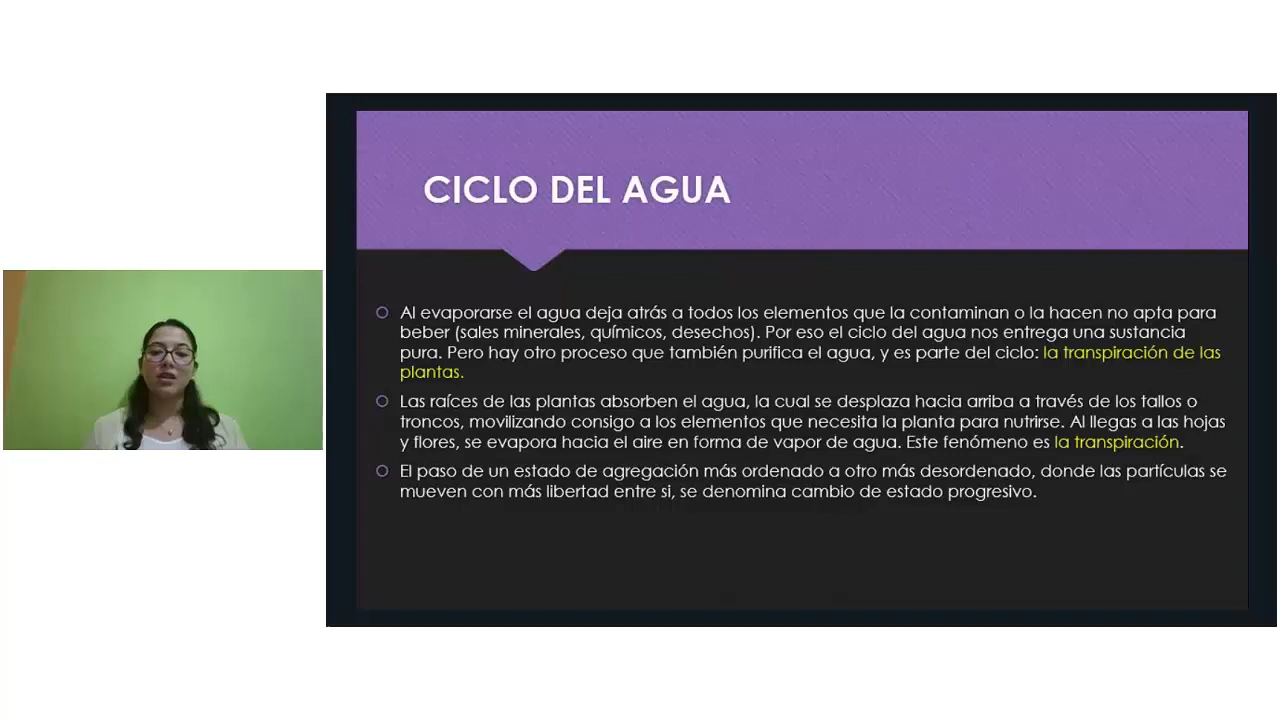 CICLO DEL AGUA
Al evaporarse el agua deja atrás a todos los elementos que la contaminan o la hacen no apta para
beber (sales minerales, químicos, desechos). Por eso el ciclo del agua nos entrega una sustancia
pura. Pero hay otro proceso que también purifica el agua, y es parte del ciclo: la transpiración de las
plantas.
Las raíces de las plantas absorben el agua, la cual se desplaza hacia arriba a través de los tallos o
troncos, movilizando consigo a los elementos que necesita la planta para nutrirse. Al llegas a las hojas
y flores, se evapora hacia el aire en forma de vapor de agua. Este fenómeno es la transpiración.
El paso de un estado de agregación más ordenado a otro más desordenado, donde las partículas se
mueven con más libertad entre si, se denomina cambio de estado progresivo.